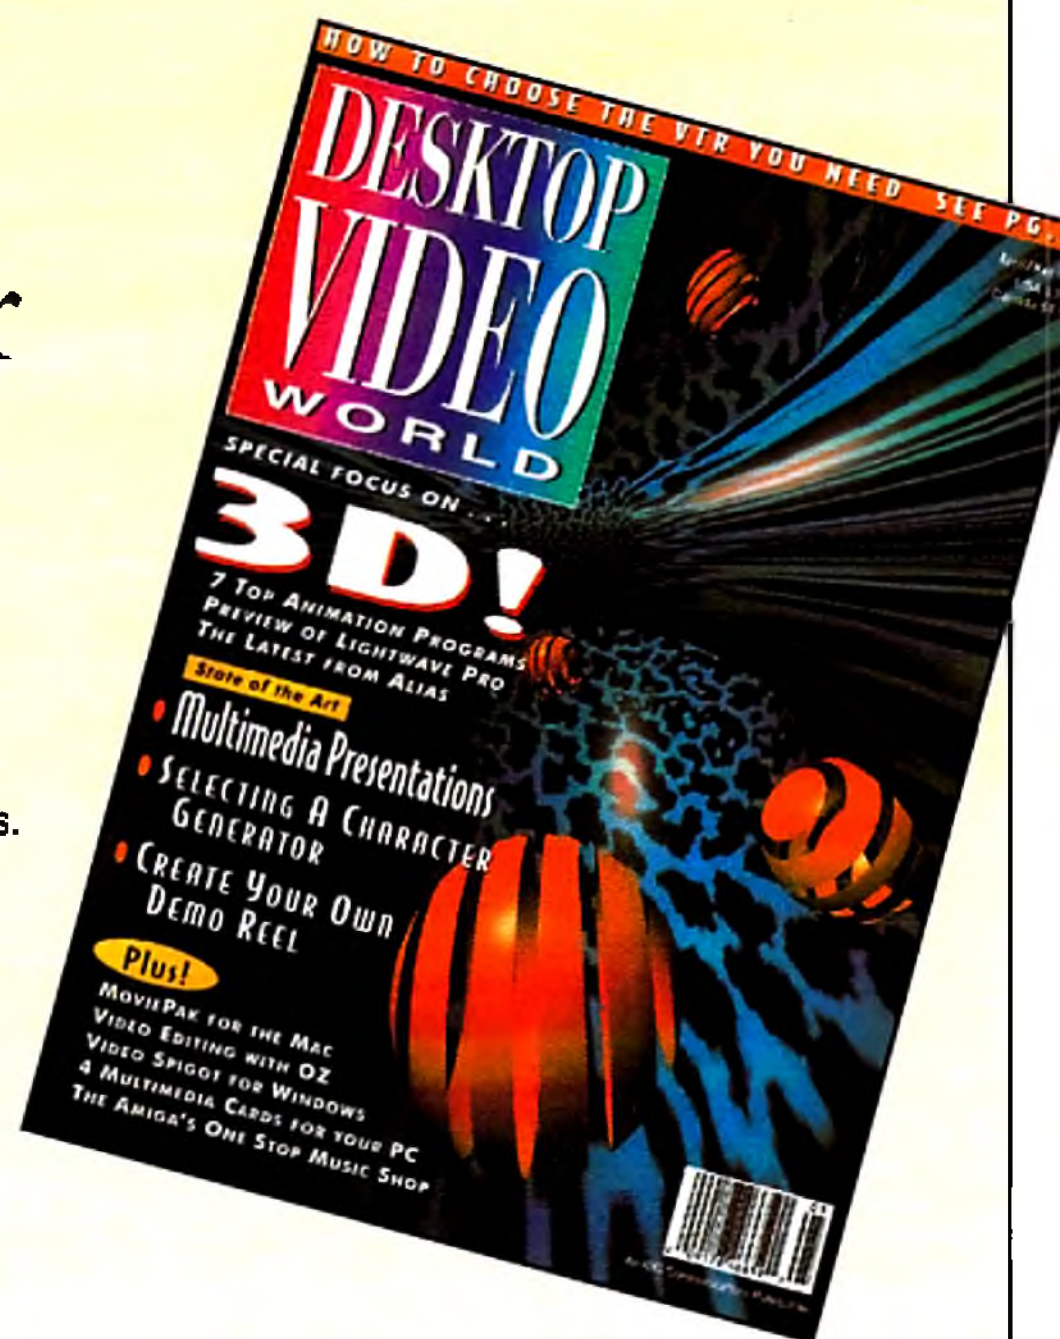 HOW TO CHOOSE THE VTR YOU NEED SEE PG.
DESKTOP
VIDEO
WORLD
SPECIAL FOCUS ON . . .
3D!
7 TOP ANIMATION PROGRAMS
PREVIEW OF LIGHTWAVE PRO
THE LATEST FROM ALIAS
State of the Art
• Multimedia Presentations
• SELECTING A CHARACTER
GENERATOR
• CREATE YOUR OWN
DEMO REEL
Plus!
MOVIEPAK FOR THE MAC
VIDEO EDITING WITH OZ
VIDEO SPIGOT FOR WINDOWS
4 MULTIMEDIA CARDS FOR YOUR PC
THE AMIGA'S ONE STOP MUSIC SHOP
s.